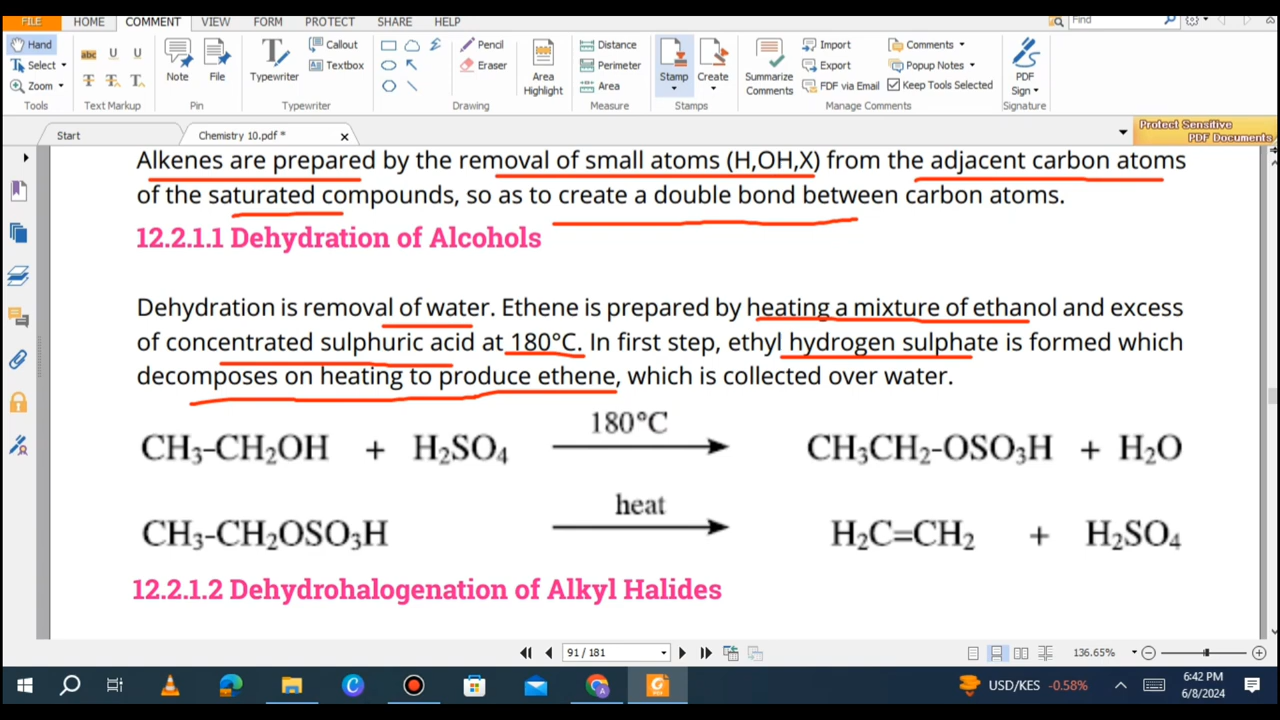 FILE HOME COMMENT VIEW FORM PROTECT SHARE HELP Find
Hand
Select
Zoom
Tools
abc U U
T T T
Text Markup
Note File
Pin
Typewriter
Callout
Textbox
Typewriter
Pencil
Eraser
Drawing
Area Highlight
Distance
Perimeter
Area
Measure
Stamp Create
Stamps
Summarize Comments
Import
Export
PDF via Email
Comments
Popup Notes
Keep Tools Selected
Manage Comments
PDF Sign
Signature
Start Chemistry 10.pdf *
Protect Sensitive
PDF Documents
Alkenes are prepared by the removal of small atoms (H,OH,X) from the adjacent carbon atoms
of the saturated compounds, so as to create a double bond between carbon atoms.
12.2.1.1 Dehydration of Alcohols
Dehydration is removal of water. Ethene is prepared by heating a mixture of ethanol and excess
of concentrated sulphuric acid at 180°C. In first step, ethyl hydrogen sulphate is formed which
decomposes on heating to produce ethene, which is collected over water.
180°C
CH₃-CH₂OH + H₂SO₄ ⟶ CH₃CH₂-OSO₃H + H₂O
heat
CH₃-CH₂OSO₃H ⟶ H₂C=CH₂ + H₂SO₄
12.2.1.2 Dehydrohalogenation of Alkyl Halides
91 / 181 136.65%
USD/KES -0.58%
6:42 PM
6/8/2024